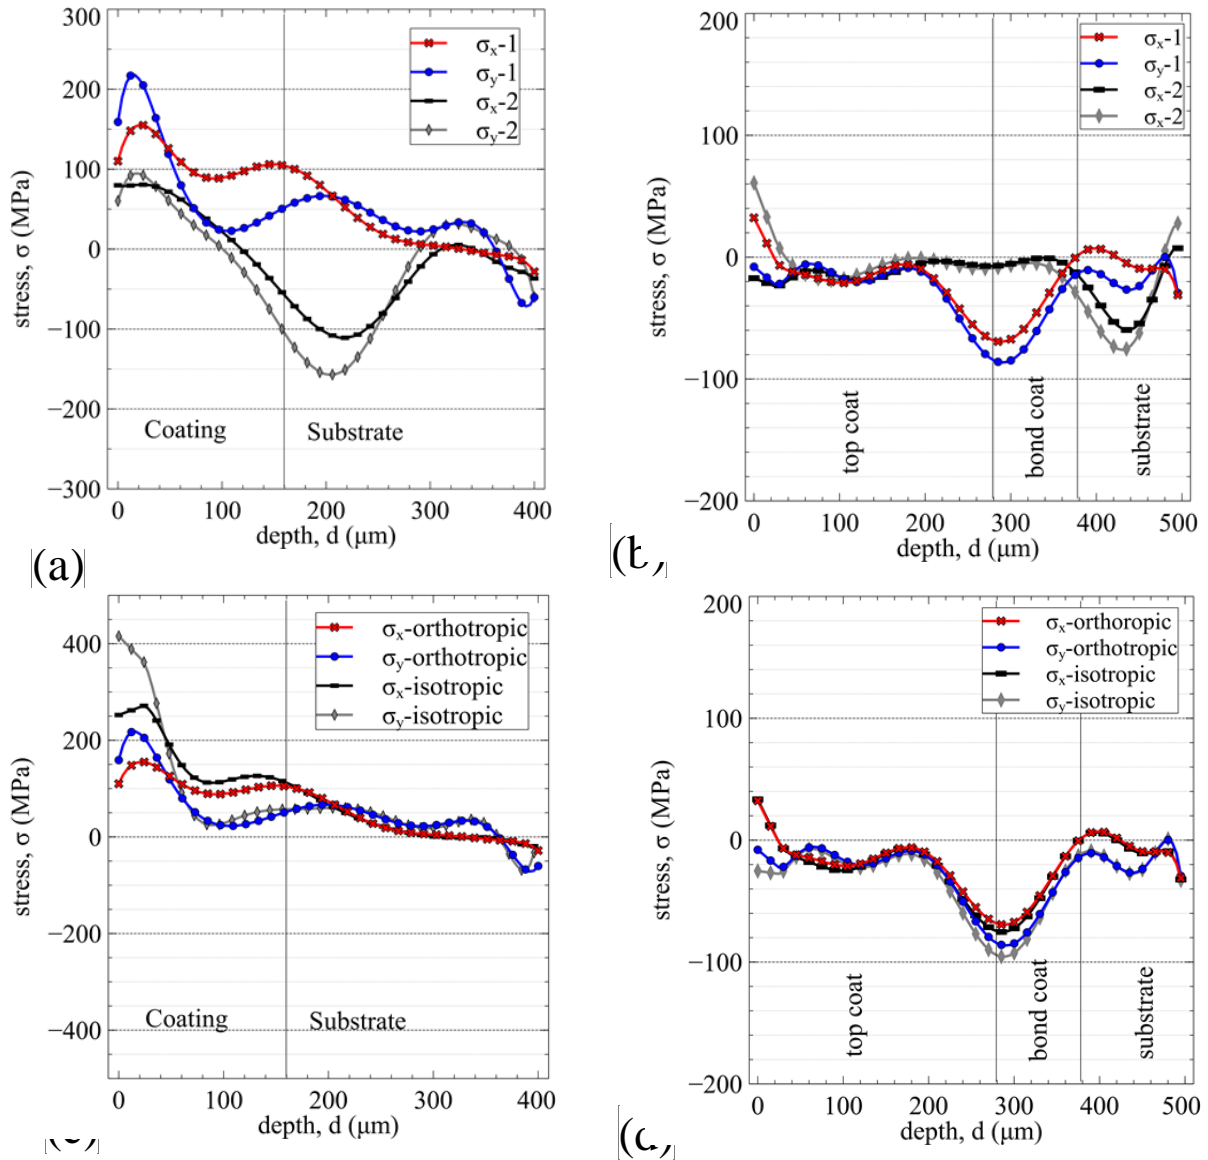 200
100
0
−100
−200
−300
stress, σ (MPa)
σx-1
σy-1
σx-2
σy-2
Coating
Substrate
0
100
200
300
400
depth, d (μm)
(a)
200
100
0
−100
−200
stress, σ (MPa)
σx-1
σy-1
σx-2
σx-2
top coat
bond coat
substrate
0
100
200
300
400
500
depth, d (μm)
400
200
0
−200
−400
stress, σ (MPa)
σx-orthotropic
σy-orthotropic
σx-isotropic
σy-isotropic
Coating
Substrate
0
100
200
300
400
depth, d (μm)
200
100
0
−100
−200
stress, σ (MPa)
σx-orthoropic
σy-orthotropic
σx-isotropic
σy-isotropic
top coat
bond coat
substrate
0
100
200
300
400
500
depth, d (μm)